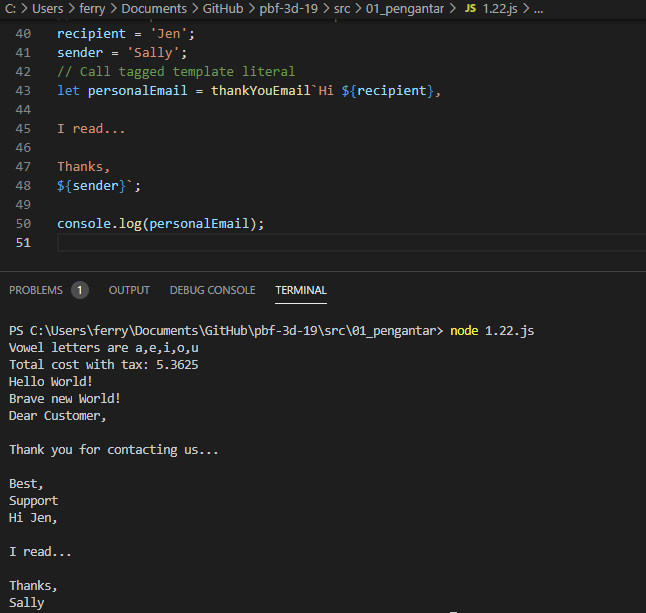 C: > Users > ferry > Documents > GitHub > pbf-3d-19 > src > 01_pengantar > JS 1.22.js > ...
40 recipient = 'Jen';
41 sender = 'Sally';
42 // Call tagged template literal
43 let personalEmail = thankYouEmail`Hi ${recipient},
44
45 I read...
46
47 Thanks,
48 ${sender}`;
49
50 console.log(personalEmail);
51
PROBLEMS 1 OUTPUT DEBUG CONSOLE TERMINAL
PS C:\Users\ferry\Documents\GitHub\pbf-3d-19\src\01_pengantar> node 1.22.js
Vowel letters are a,e,i,o,u
Total cost with tax: 5.3625
Hello World!
Brave new World!
Dear Customer,
Thank you for contacting us...
Best,
Support
Hi Jen,
I read...
Thanks,
Sally